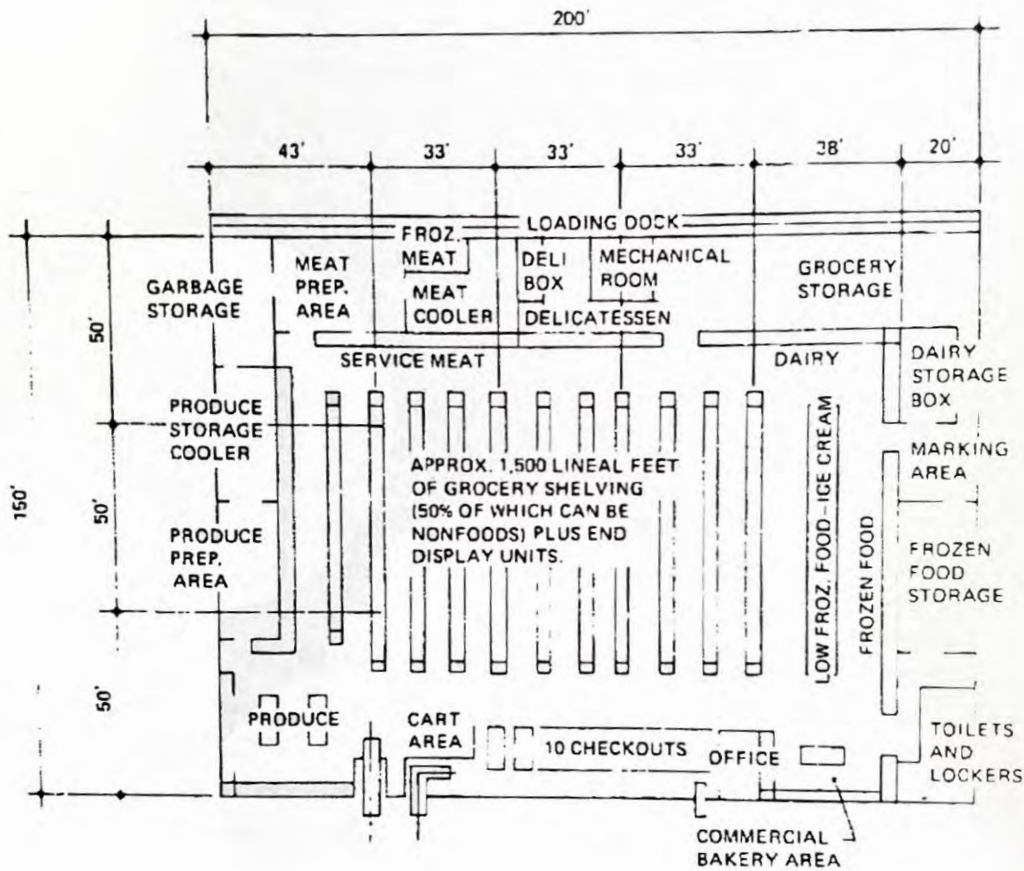 200'
43'
33'
33'
33'
38'
20'
LOADING DOCK
FROZ.
MEAT
MEAT
PREP.
AREA
MEAT
COOLER
DELI
BOX
MECHANICAL
ROOM
DELICATESSEN
GROCERY
STORAGE
GARBAGE
STORAGE
SERVICE MEAT
DAIRY
DAIRY
STORAGE
BOX
150'
50'
50'
50'
PRODUCE
STORAGE
COOLER
APPROX. 1,500 LINEAL FEET
OF GROCERY SHELVING
(50% OF WHICH CAN BE
NONFOODS) PLUS END
DISPLAY UNITS.
LOW FROZ. FOOD-ICE CREAM
FROZEN FOOD
MARKING
AREA
PRODUCE
PREP.
AREA
FROZEN
FOOD
STORAGE
PRODUCE
CART
AREA
10 CHECKOUTS
OFFICE
TOILETS
AND
LOCKERS
COMMERCIAL
BAKERY AREA